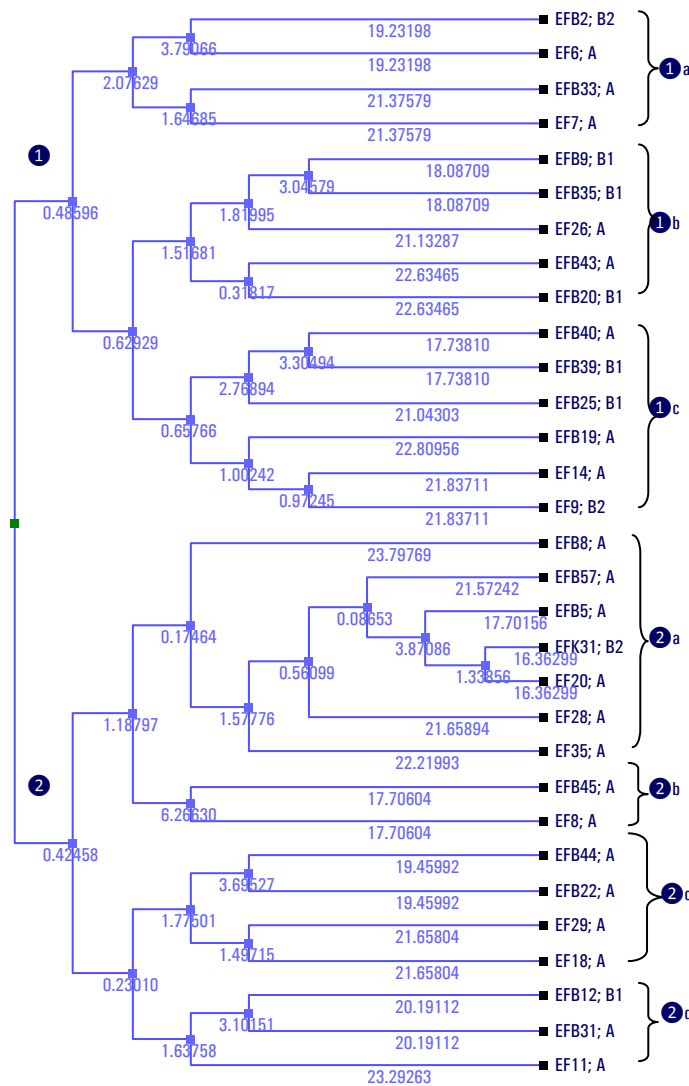 EFB2; B2
19.23198
3.79066
EF6; A
19.23198
1 a
2.07629
EFB33; A
21.37579
1.64685
EF7; A
21.37579
1
EFB9; B1
18.08709
3.04579
EFB35; B1
18.08709
0.48596
1.81995
EF26; A
21.13287
1 b
1.51681
EFB43; A
22.63465
0.31817
EFB20; B1
22.63465
0.62929
EFB40; A
17.73810
3.30494
EFB39; B1
17.73810
2.76894
EFB25; B1
21.04303
1 c
0.65766
EFB19; A
22.80956
1.00242
EF14; A
21.83711
0.97245
EF9; B2
21.83711
EFB8; A
23.79769
EFB57; A
21.57242
0.08653
EFB5; A
17.70156
0.17464
3.87086
EFK31; B2
16.36299
2 a
0.56099
1.33856
EF20; A
16.36299
1.18797
1.57776
EF28; A
21.65894
EF35; A
22.21993
2
EFB45; A
17.70604
2 b
6.26630
EF8; A
17.70604
0.42458
EFB44; A
19.45992
3.69527
EFB22; A
19.45992
2 c
1.77501
EF29; A
21.65804
1.49715
EF18; A
21.65804
0.23010
EFB12; B1
20.19112
3.10151
2 d
EFB31; A
20.19112
1.63758
EF11; A
23.29263